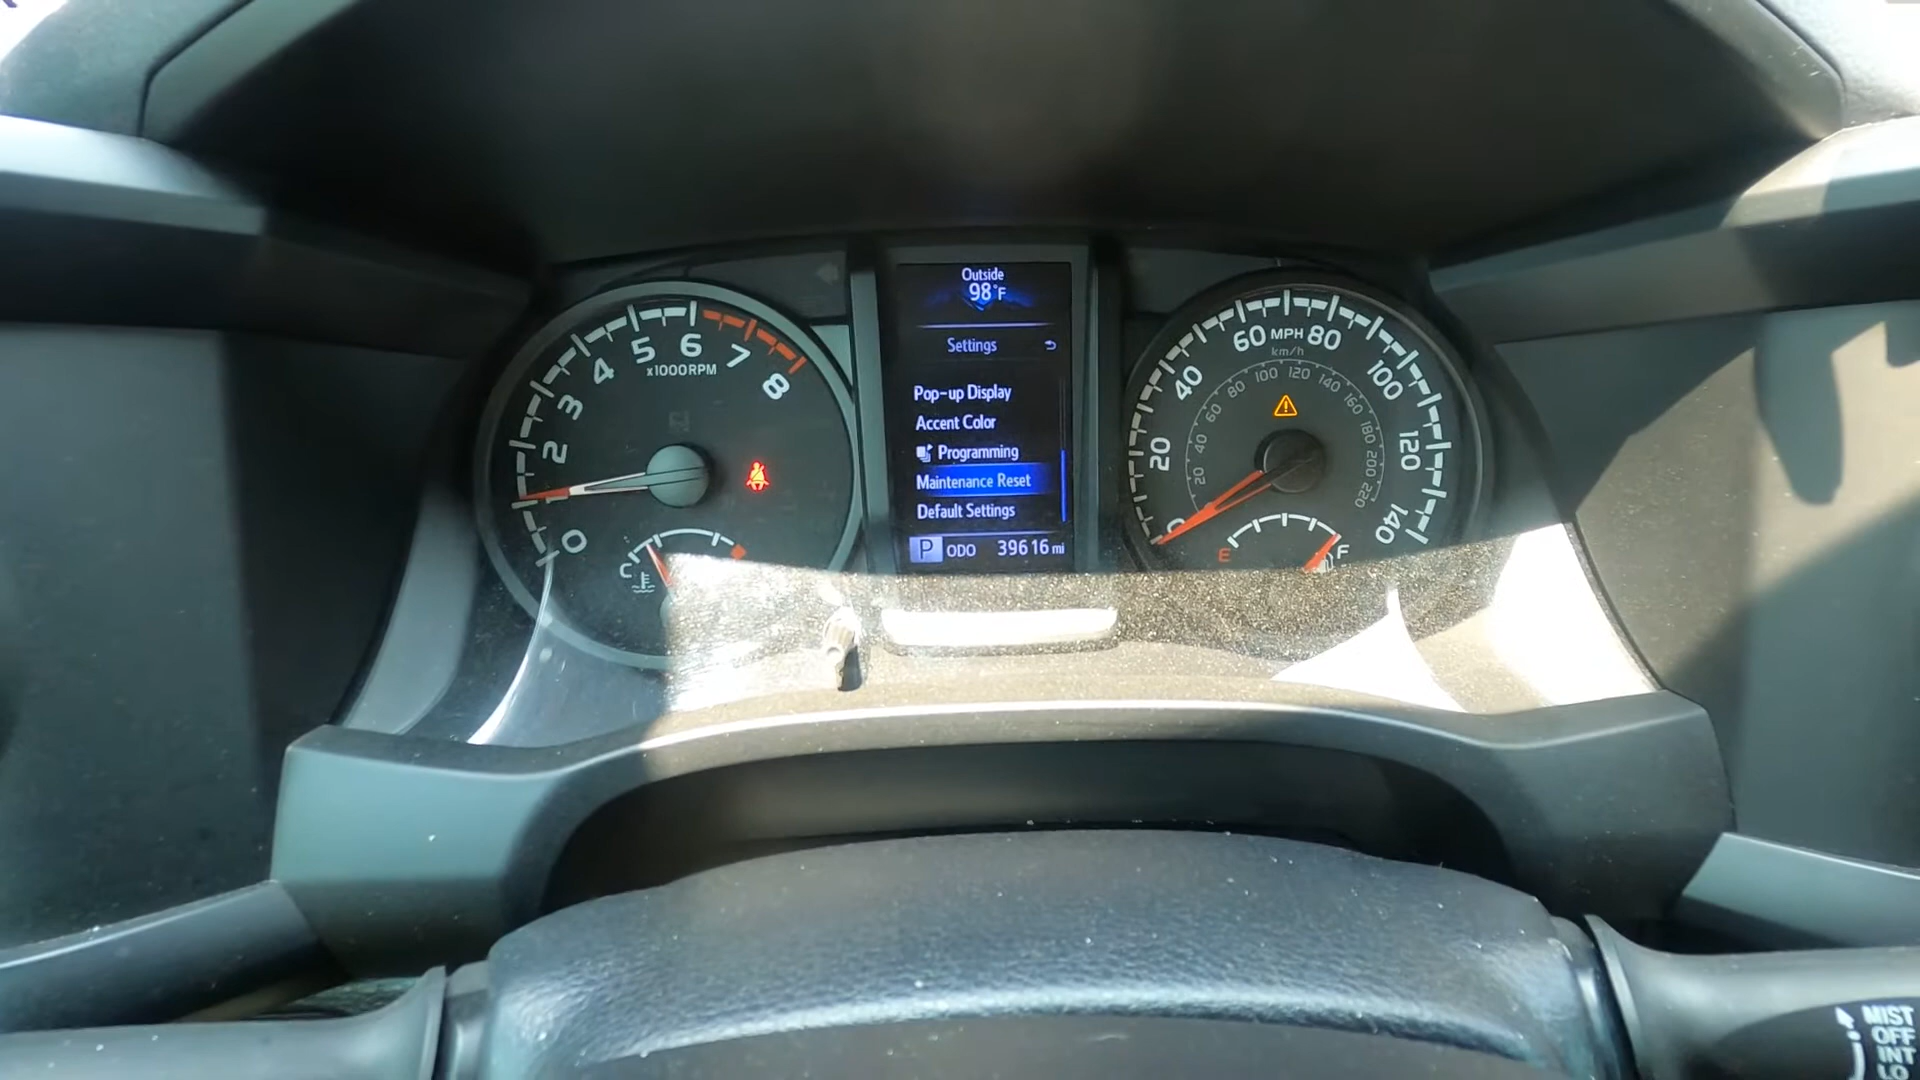 Outside
98°F
Settings
Pop-up Display
Accent Color
Programming
Maintenance Reset
Default Settings
P ODO 39616 mi
0 2 3 4 5 6 7 8
x1000RPM
C
0 20 40 60 MPH 80 100 120 140
km/h
20 40 60 80 100 120 140 160 180 200 220
E F
MIST
OFF
INT
LO